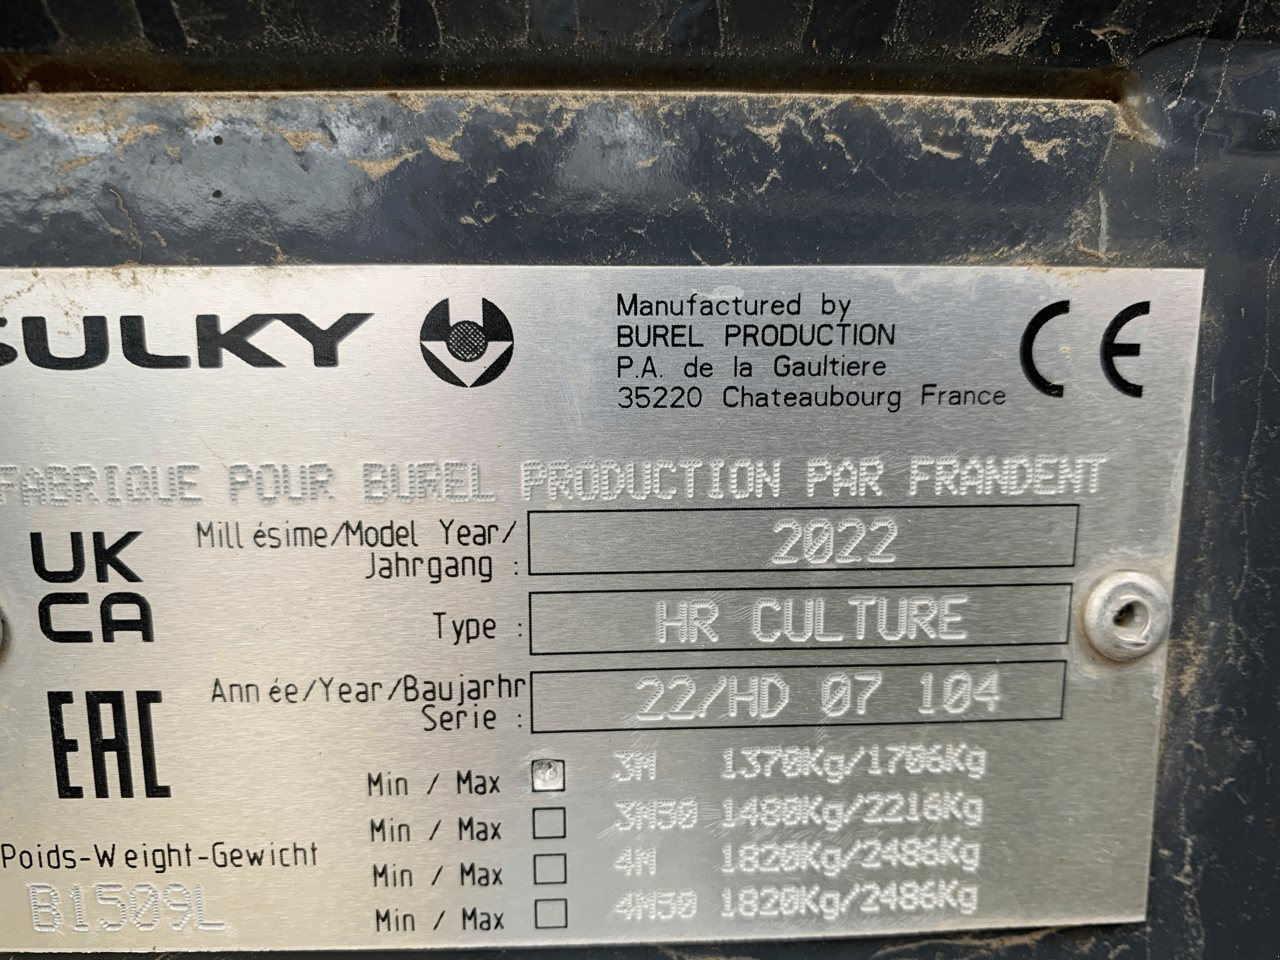 SULKY
Manufactured by
BUREL PRODUCTION
P.A. de la Gaultiere
35220 Chateaubourg France
CE
FABRIQUE POUR BUREL PRODUCTION PAR FRANDENT
UK
CA
Millésime/Model Year/
Jahrgang :
2022
Type :
HR CULTURE
Année/Year/Baujarhr
Serie :
22/HD 07 104
EAC
Min / Max 3M 1370Kg/1706Kg
Min / Max 3M50 1480Kg/2216Kg
Min / Max 4M 1820Kg/2486Kg
Min / Max 4M50 1820Kg/2486Kg
Poids-Weight-Gewicht
B1509L